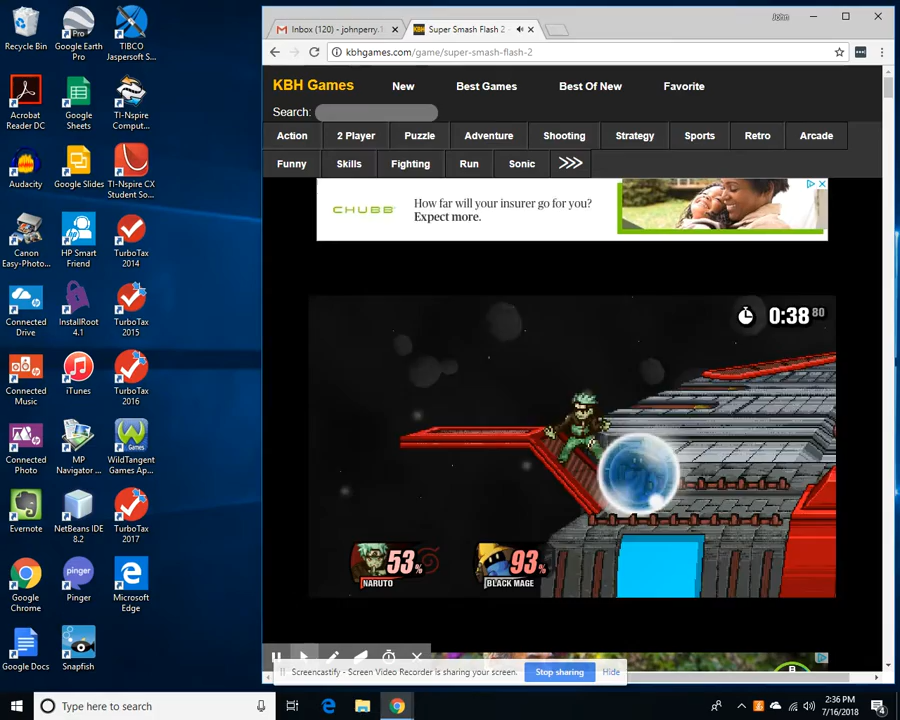 Recycle Bin
Google Earth Pro
TIBCO Jaspersoft S...
Acrobat Reader DC
Google Sheets
TI-Nspire Comput...
Audacity
Google Slides
TI-Nspire CX Student So...
Canon Easy-Photo...
HP Smart Friend
TurboTax 2014
Connected Drive
InstallRoot 4.1
TurboTax 2015
Connected Music
iTunes
TurboTax 2016
Connected Photo
MP Navigator ...
WildTangent Games Ap...
Evernote
NetBeans IDE 8.2
TurboTax 2017
Google Chrome
Pinger
Microsoft Edge
Google Docs
Snapfish
John
Inbox (120) - johnperry.
Super Smash Flash 2 -
kbhgames.com/game/super-smash-flash-2
KBH Games
New
Best Games
Best Of New
Favorite
Search:
Action
2 Player
Puzzle
Adventure
Shooting
Strategy
Sports
Retro
Arcade
Funny
Skills
Fighting
Run
Sonic
CHUBB
How far will your insurer go for you?
Expect more.
0:38 80
53%
NARUTO
93%
BLACK MAGE
Screencastify - Screen Video Recorder is sharing your screen.
Stop sharing
Hide
Type here to search
2:36 PM
7/16/2018
4